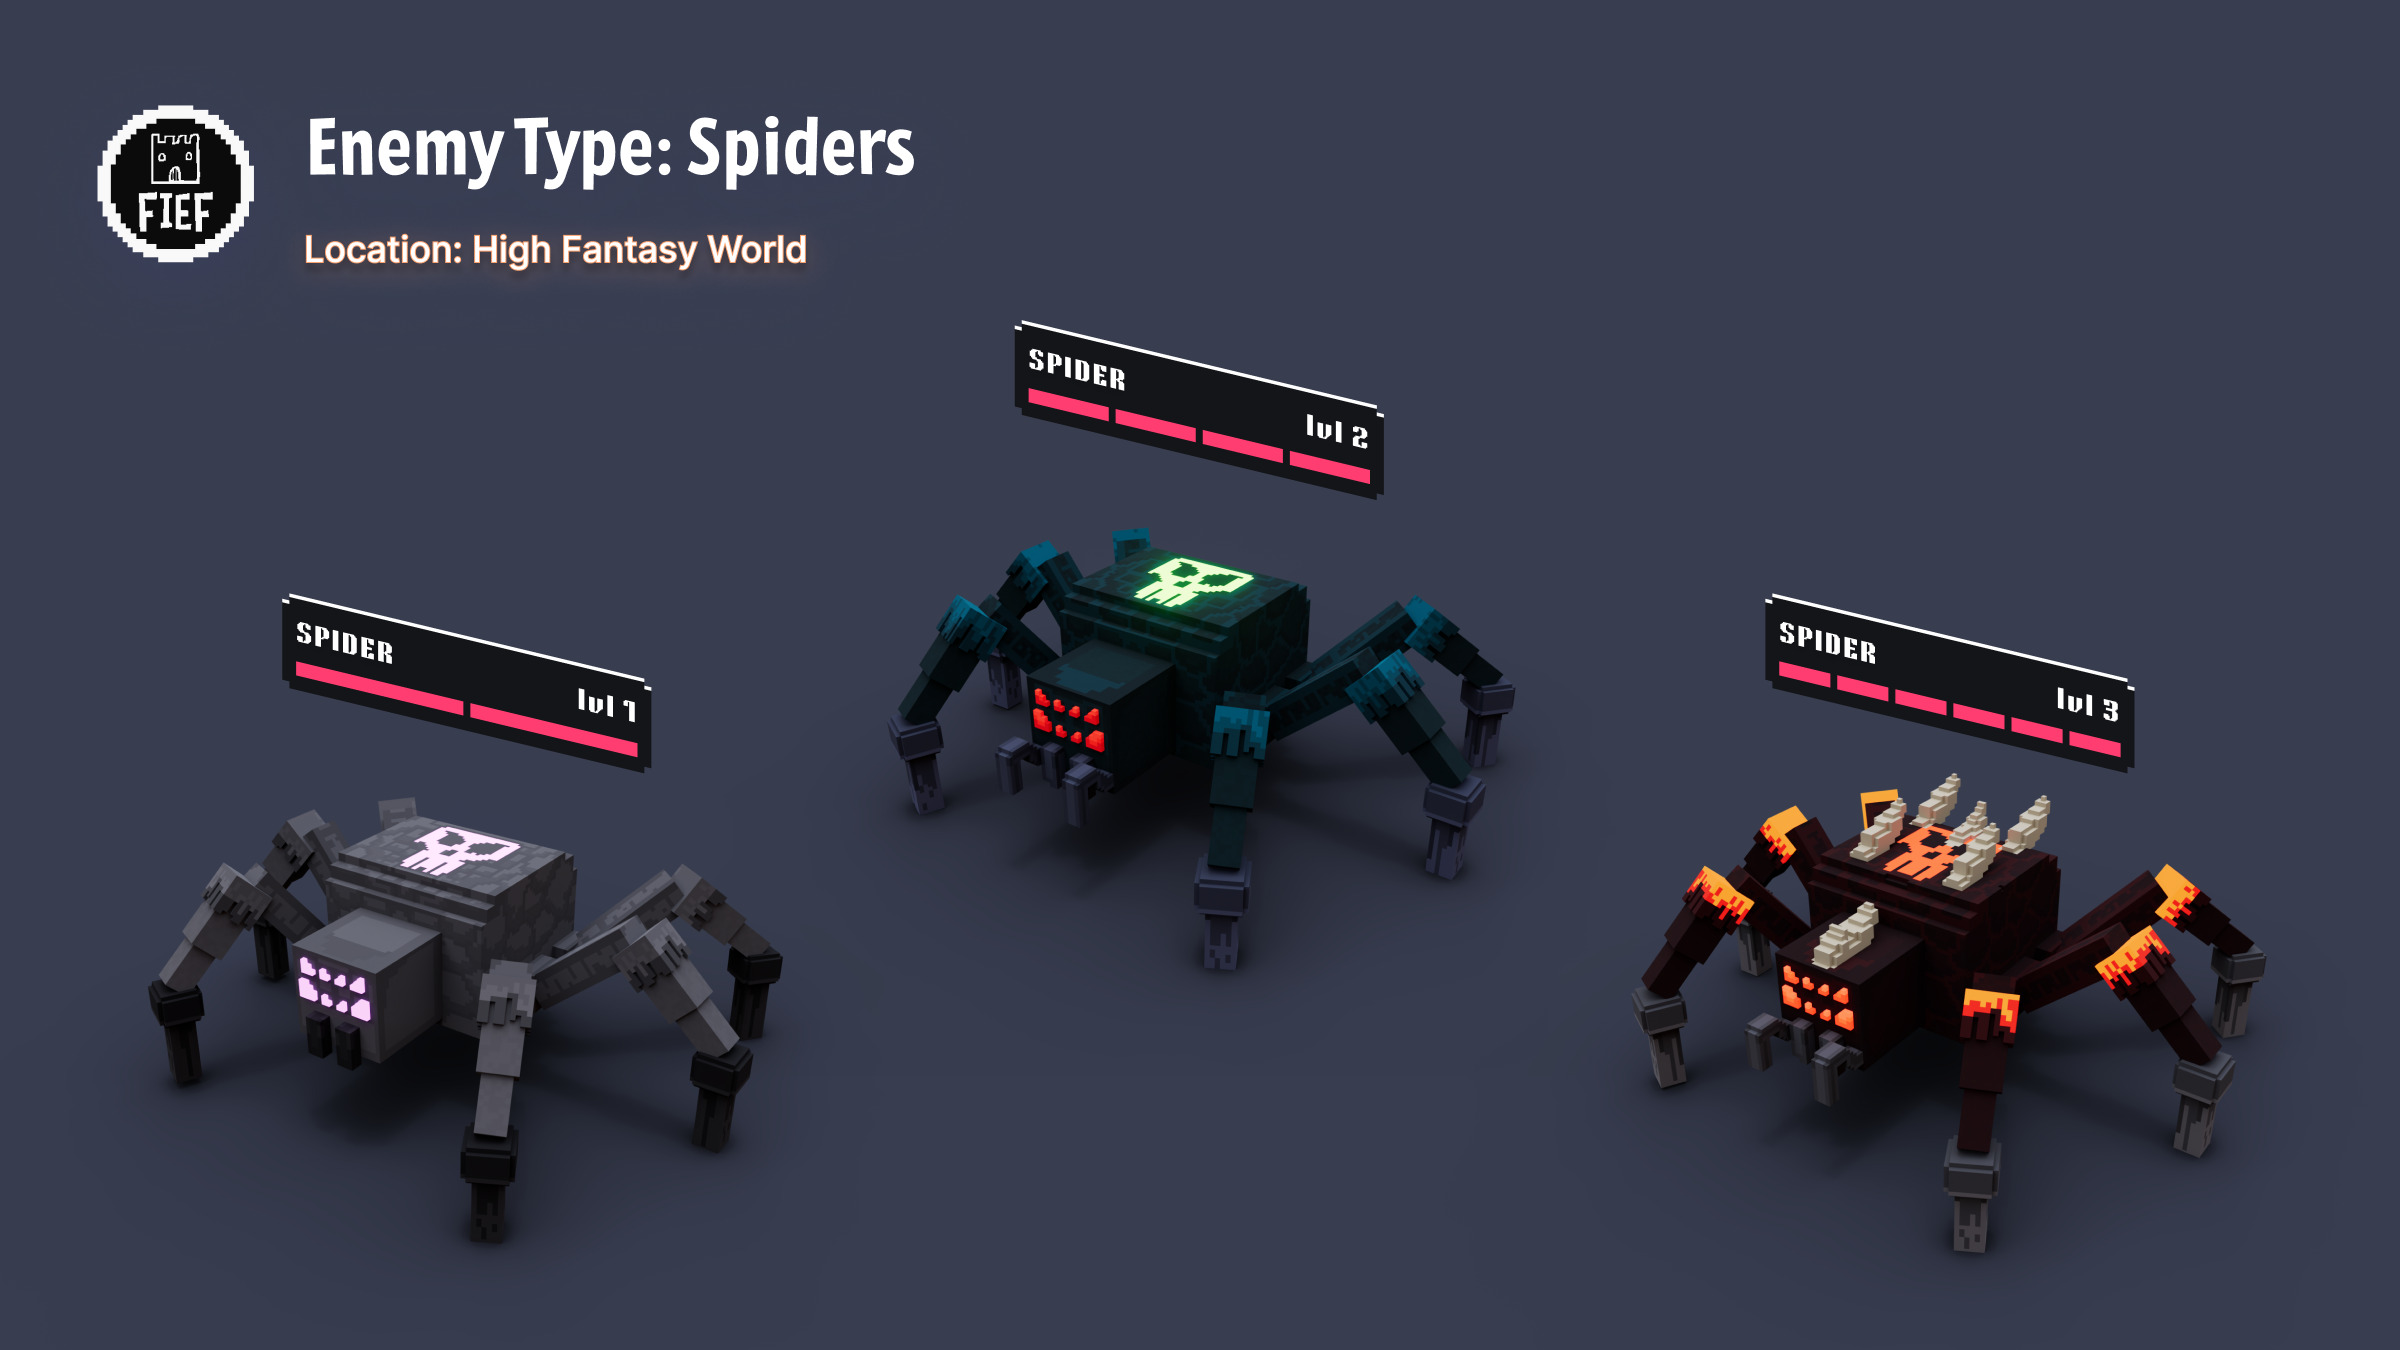 FIEF
Enemy Type: Spiders
Location: High Fantasy World
SPIDER
lvl 2
SPIDER
lvl 1
SPIDER
lvl 3